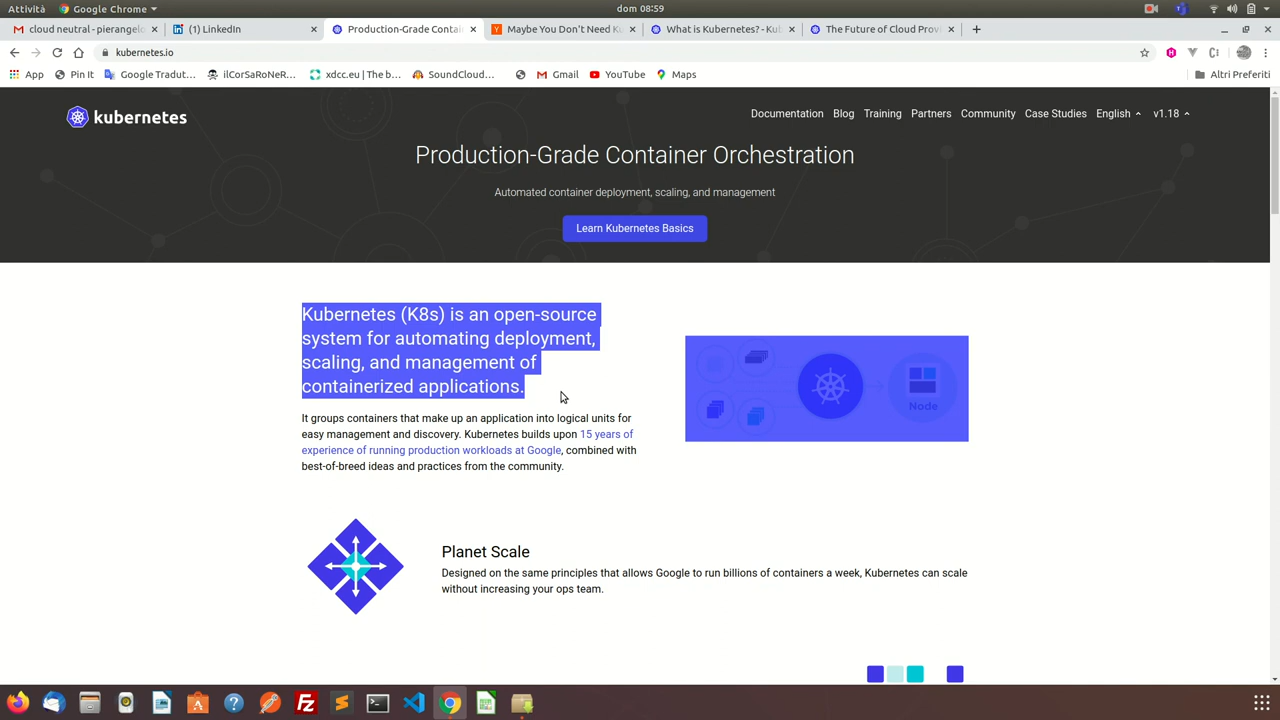 Attività
Google Chrome
dom 08:59
cloud neutral - pierangelo
(1) LinkedIn
Production-Grade Contai
Maybe You Don't Need Ku
What is Kubernetes? - Kub
The Future of Cloud Prov
kubernetes.io
App
Pin It
Google Tradut...
ilCorSaRoNeR...
xdcc.eu | The b...
SoundCloud...
Gmail
YouTube
Maps
Altri Preferiti
kubernetes
Documentation
Blog
Training
Partners
Community
Case Studies
English
v1.18
Production-Grade Container Orchestration
Automated container deployment, scaling, and management
Learn Kubernetes Basics
Kubernetes (K8s) is an open-source
system for automating deployment,
scaling, and management of
containerized applications.
Node
It groups containers that make up an application into logical units for
easy management and discovery. Kubernetes builds upon 15 years of
experience of running production workloads at Google, combined with
best-of-breed ideas and practices from the community.
Planet Scale
Designed on the same principles that allows Google to run billions of containers a week, Kubernetes can scale
without increasing your ops team.